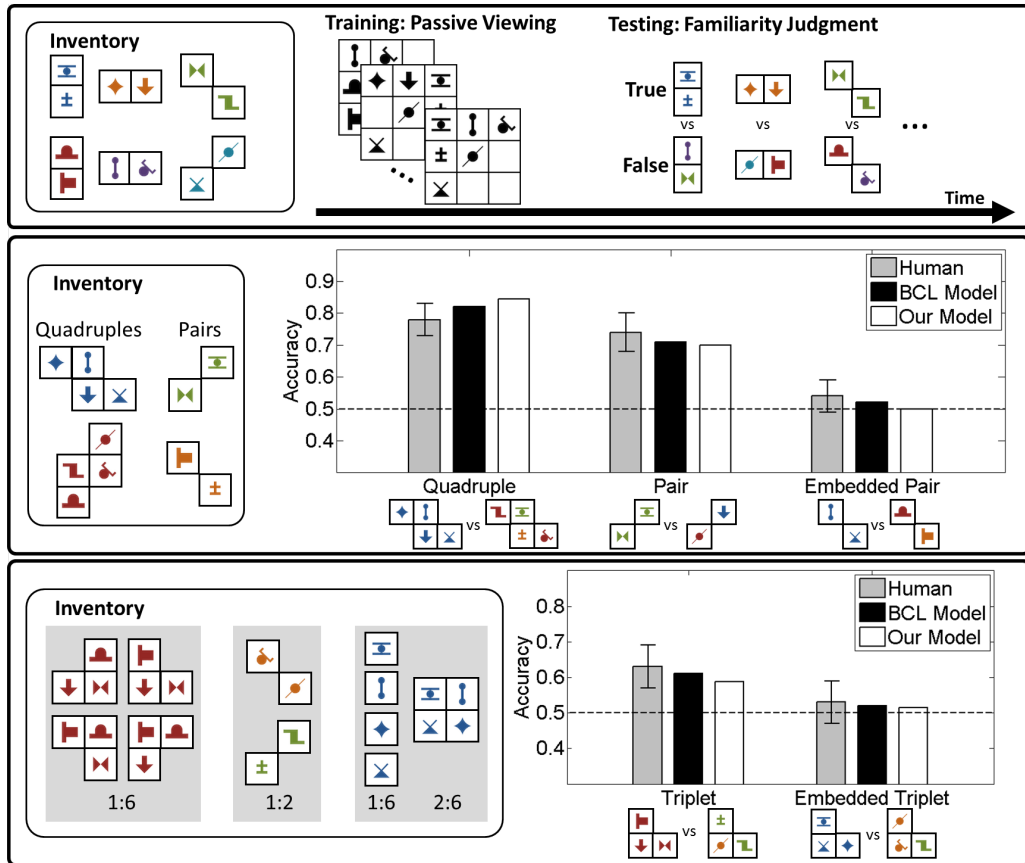 Inventory
Training: Passive Viewing
Testing: Familiarity Judgment
True
vs vs vs
...
False
Time
Inventory
Quadruples Pairs
Accuracy
0.9
0.8
0.7
0.6
0.5
0.4
Human
BCL Model
Our Model
Quadruple Pair Embedded Pair
vs vs vs
Inventory
1:6 1:2 1:6 2:6
Accuracy
0.8
0.7
0.6
0.5
0.4
Human
BCL Model
Our Model
Triplet Embedded Triplet
vs vs